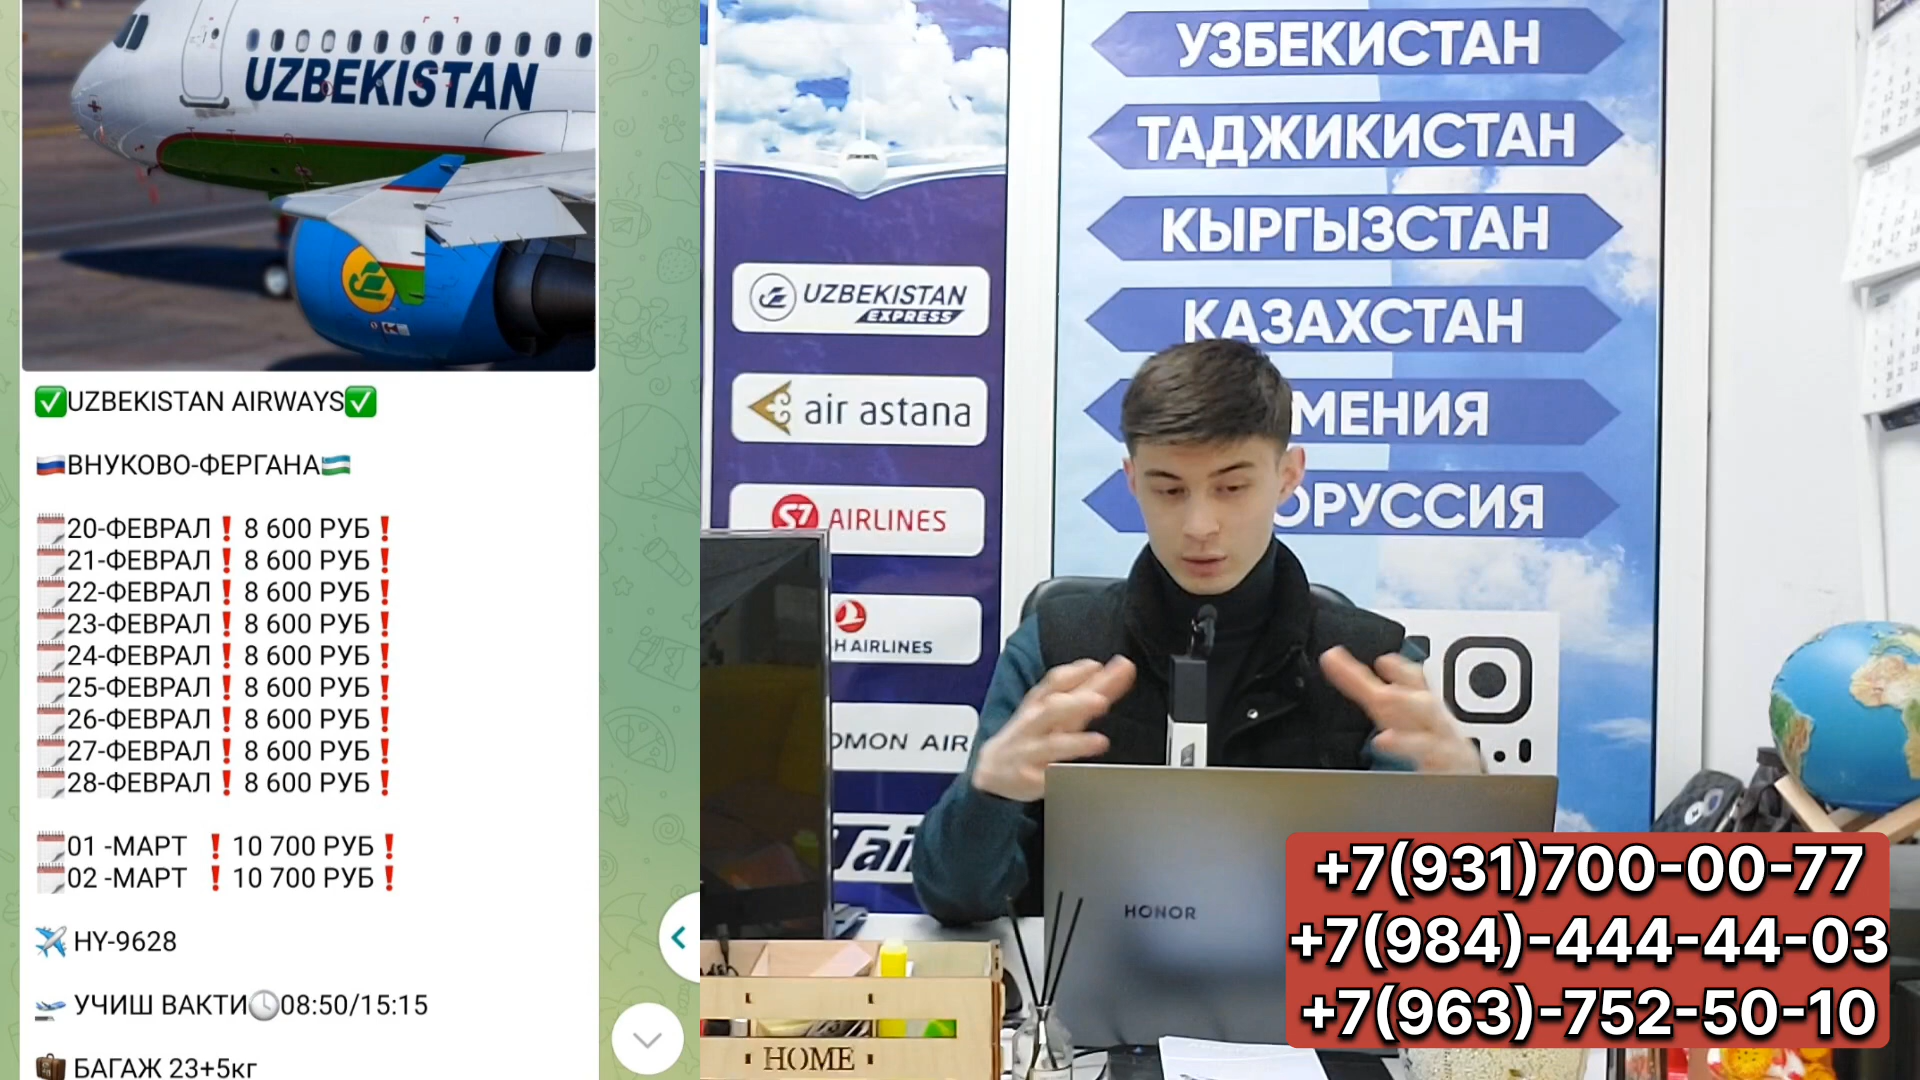 UZBEKISTAN
✅UZBEKISTAN AIRWAYS✅
🇷🇺ВНУКОВО-ФЕРГАНА🇺🇿
🗓20-ФЕВРАЛ❗ 8 600 РУБ❗
🗓21-ФЕВРАЛ❗ 8 600 РУБ❗
🗓22-ФЕВРАЛ❗ 8 600 РУБ❗
🗓23-ФЕВРАЛ❗ 8 600 РУБ❗
🗓24-ФЕВРАЛ❗ 8 600 РУБ❗
🗓25-ФЕВРАЛ❗ 8 600 РУБ❗
🗓26-ФЕВРАЛ❗ 8 600 РУБ❗
🗓27-ФЕВРАЛ❗ 8 600 РУБ❗
🗓28-ФЕВРАЛ❗ 8 600 РУБ❗
🗓01 -МАРТ ❗ 10 700 РУБ❗
🗓02 -МАРТ ❗ 10 700 РУБ❗
✈️ HY-9628
🛫 УЧИШ ВАКТИ🕓08:50/15:15
🧳 БАГАЖ 23+5кг
UZBEKISTAN
EXPRESS
air astana
S7 AIRLINES
H AIRLINES
OMON AIR
УЗБЕКИСТАН
ТАДЖИКИСТАН
КЫРГЫЗСТАН
КАЗАХСТАН
МЕНИЯ
ОРУССИЯ
HONOR
HOME
+7(931)700-00-77
+7(984)-444-44-03
+7(963)-752-50-10